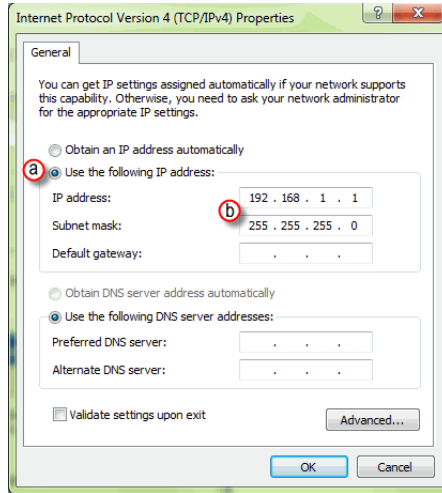 Internet Protocol Version 4 (TCP/IPv4) Properties
General
You can get IP settings assigned automatically if your network supports
this capability. Otherwise, you need to ask your network administrator
for the appropriate IP settings.
Obtain an IP address automatically
a Use the following IP address:
IP address: 192 . 168 . 1 . 1
b
Subnet mask: 255 . 255 . 255 . 0
Default gateway: . . .
Obtain DNS server address automatically
Use the following DNS server addresses:
Preferred DNS server: . . .
Alternate DNS server: . . .
Validate settings upon exit
Advanced...
OK Cancel